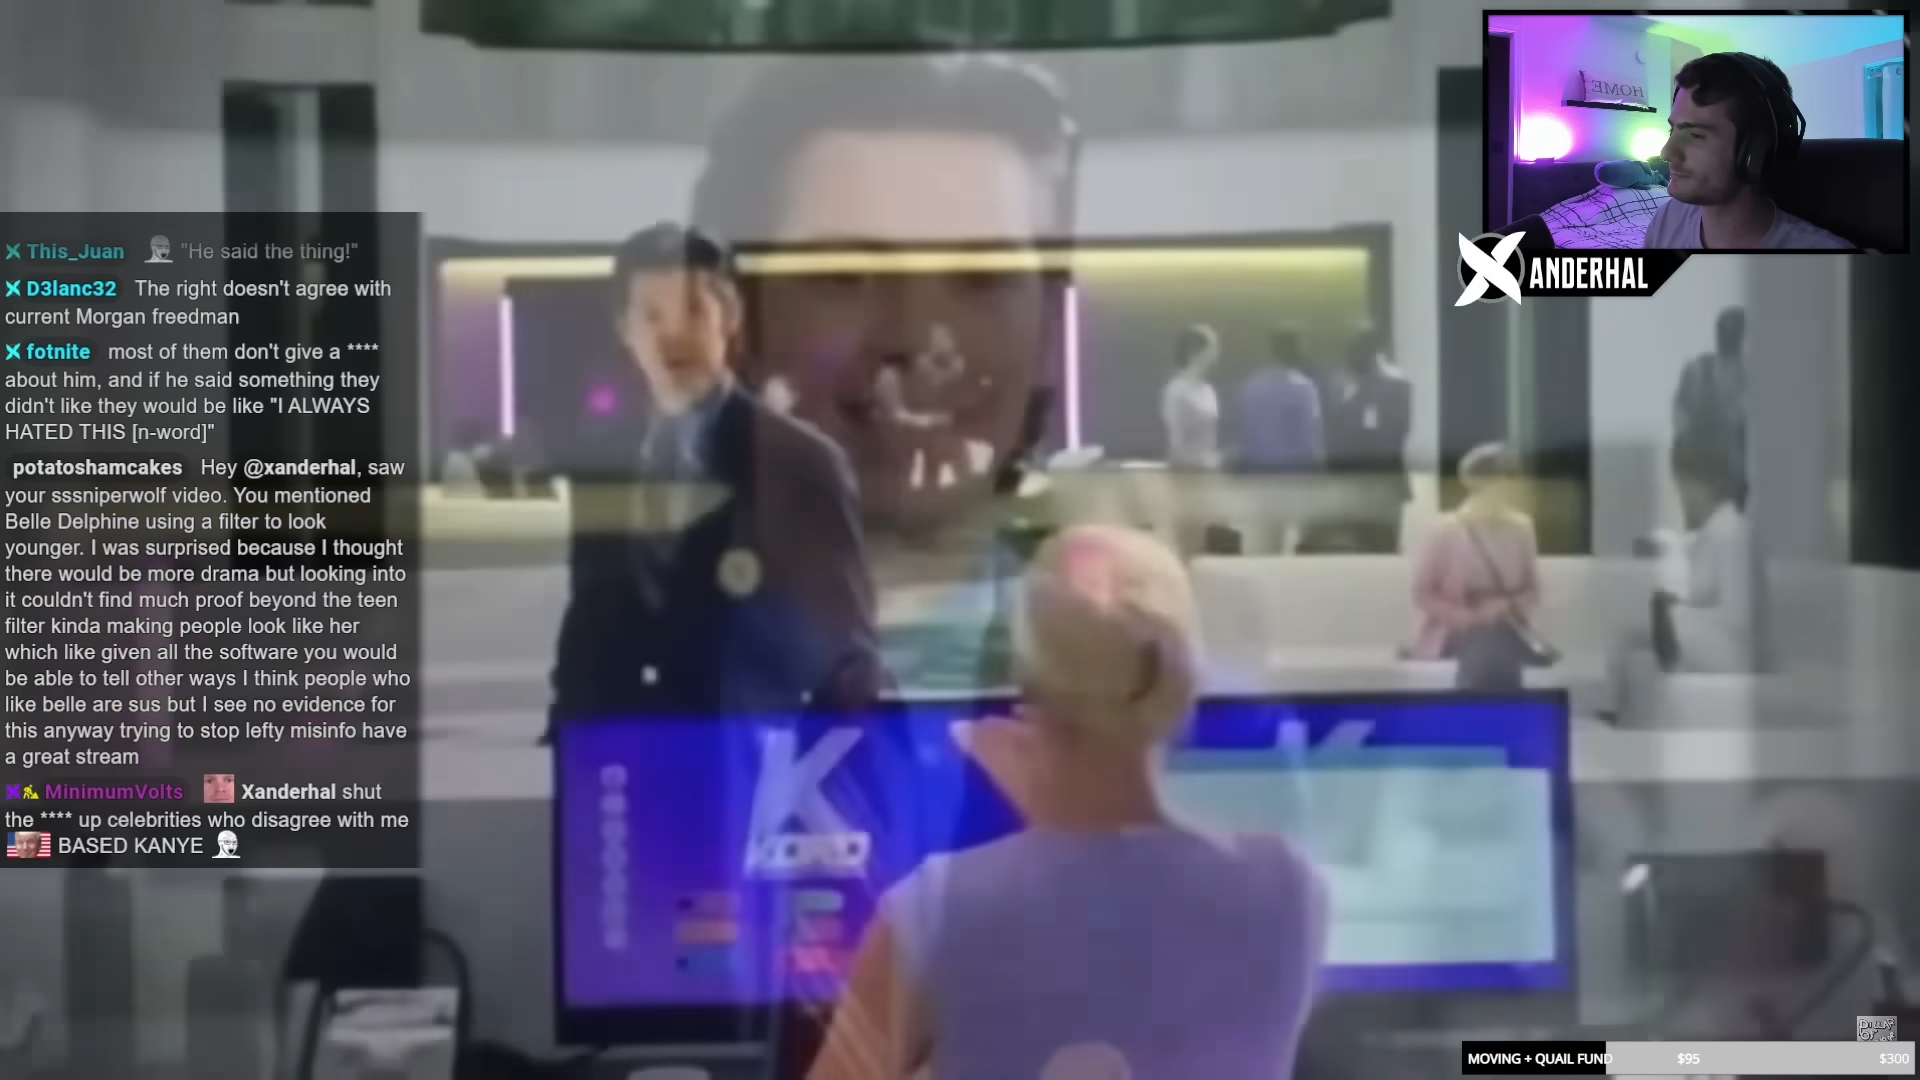 HOME
This_Juan "He said the thing!"
D3lanc32 The right doesn't agree with
current Morgan freedman
fotnite most of them don't give a ****
about him, and if he said something they
didn't like they would be like "I ALWAYS
HATED THIS [n-word]"
potatoshamcakes Hey @xanderhal, saw
your sssniperwolf video. You mentioned
Belle Delphine using a filter to look
younger. I was surprised because I thought
there would be more drama but looking into
it couldn't find much proof beyond the teen
filter kinda making people look like her
which like given all the software you would
be able to tell other ways I think people who
like belle are sus but I see no evidence for
this anyway trying to stop lefty misinfo have
a great stream
MinimumVolts Xanderhal shut
the **** up celebrities who disagree with me
BASED KANYE
XANDERHAL
K
MOVING + QUAIL FUND $95 $300